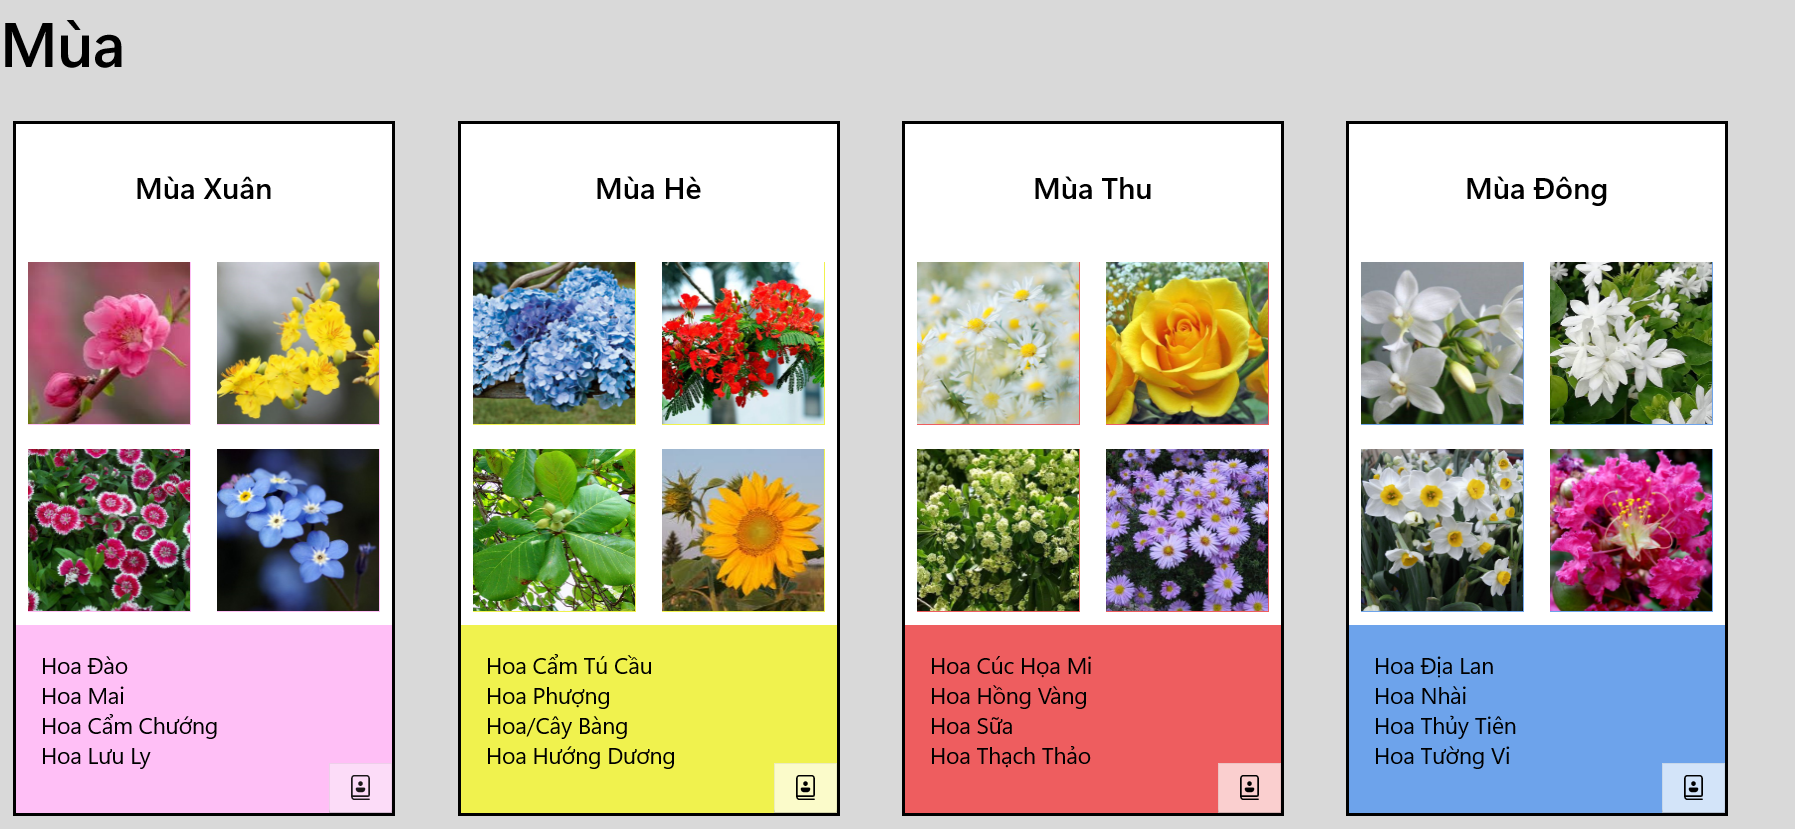 Mùa
Mùa Xuân
Hoa Đào
Hoa Mai
Hoa Cẩm Chướng
Hoa Lưu Ly
Mùa Hè
Hoa Cẩm Tú Cầu
Hoa Phượng
Hoa/Cây Bàng
Hoa Hướng Dương
Mùa Thu
Hoa Cúc Họa Mi
Hoa Hồng Vàng
Hoa Sữa
Hoa Thạch Thảo
Mùa Đông
Hoa Địa Lan
Hoa Nhài
Hoa Thủy Tiên
Hoa Tường Vi